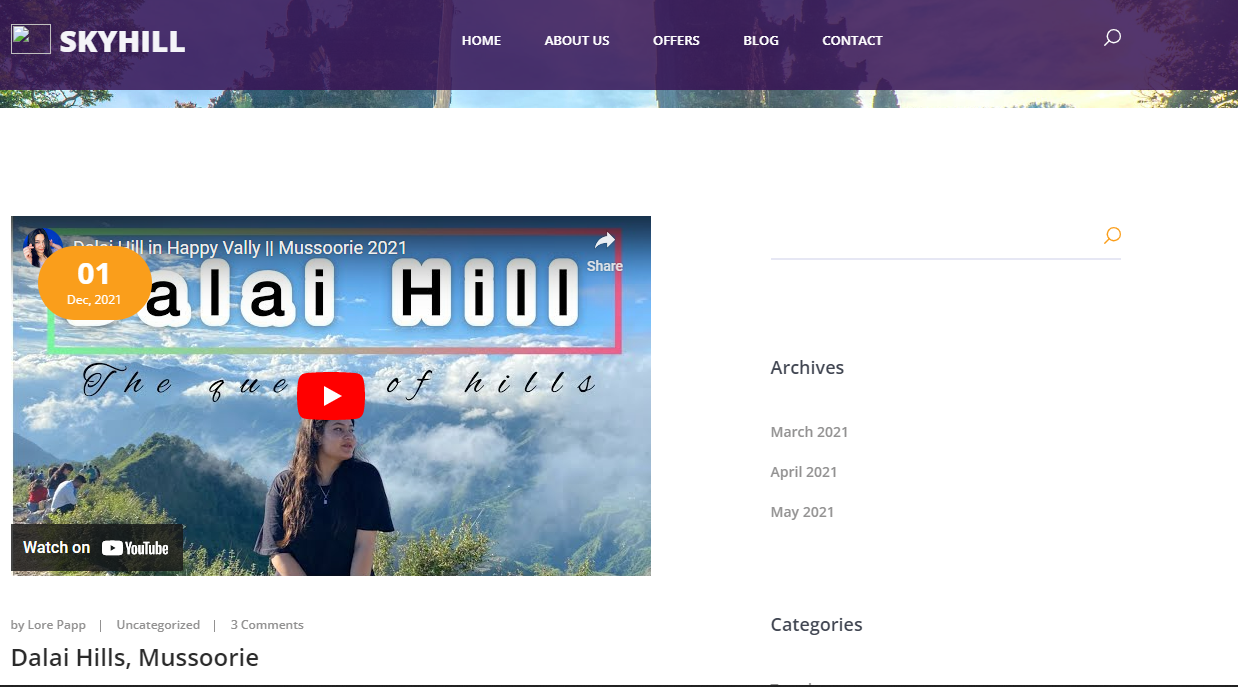 SKYHILL
HOME ABOUT US OFFERS BLOG CONTACT
Dalai Hill in Happy Vally || Mussoorie 2021
Share
01
Dec, 2021
Dalai Hill
The queen of hills
Watch on YouTube
by Lore Papp | Uncategorized | 3 Comments
Dalai Hills, Mussoorie
Archives
March 2021
April 2021
May 2021
Categories